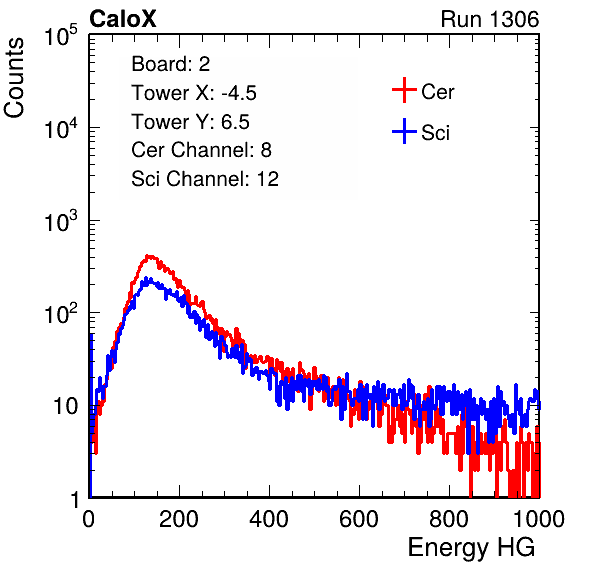 CaloX Run 1306
Counts
Board: 2
Tower X: -4.5
Tower Y: 6.5
Cer Channel: 8
Sci Channel: 12
Cer
Sci
10^5
10^4
10^3
10^2
10
1
0 200 400 600 800 1000
Energy HG